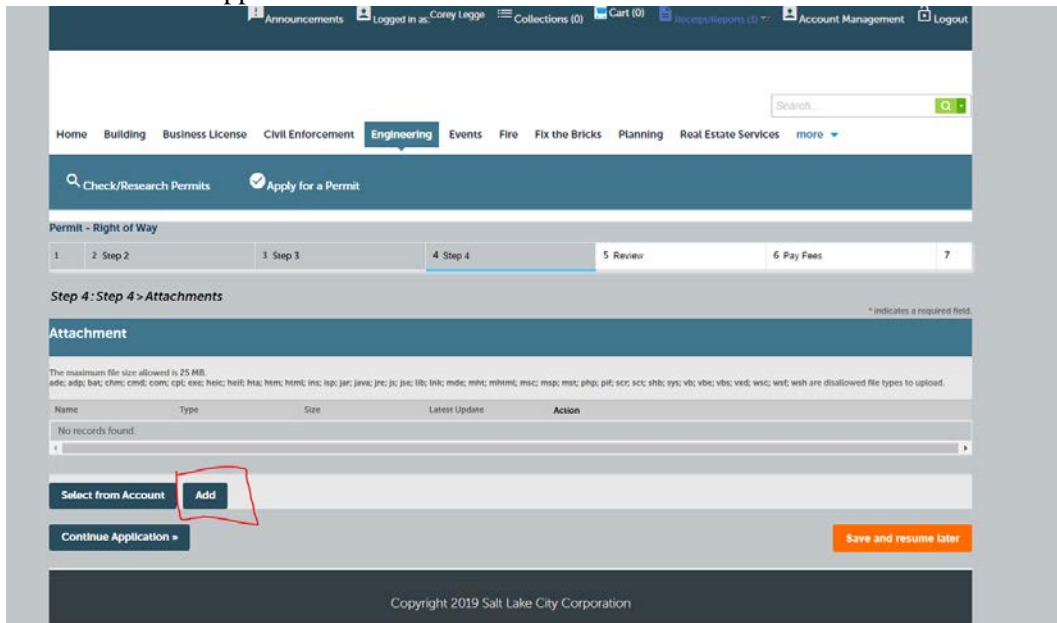 Announcements Logged in as: Corey Legge Collections (0) Cart (0) Receipt/Reports (3) Account Management Logout
Search...
Home Building Business License Civil Enforcement Engineering Events Fire Fix the Bricks Planning Real Estate Services more
Check/Research Permits Apply for a Permit
Permit - Right of Way
1 2 Step 2 3 Step 3 4 Step 4 5 Review 6 Pay Fees 7
Step 4: Step 4 > Attachments
* indicates a required field.
Attachment
The maximum file size allowed is 25 MB.
ade; adp; bat; chm; cmd; com; cpl; exe; heic; heif; hta; htm; html; ins; isp; jar; java; jre; js; jse; lib; lnk; mde; mht; mhtml; msc; msp; mst; php; pif; scr; sct; shb; sys; vb; vbe; vbs; vxd; wsc; wsf; wsh are disallowed file types to upload.
Name Type Size Latest Update Action
No records found.
Select from Account Add
Continue Application »
Save and resume later
Copyright 2019 Salt Lake City Corporation